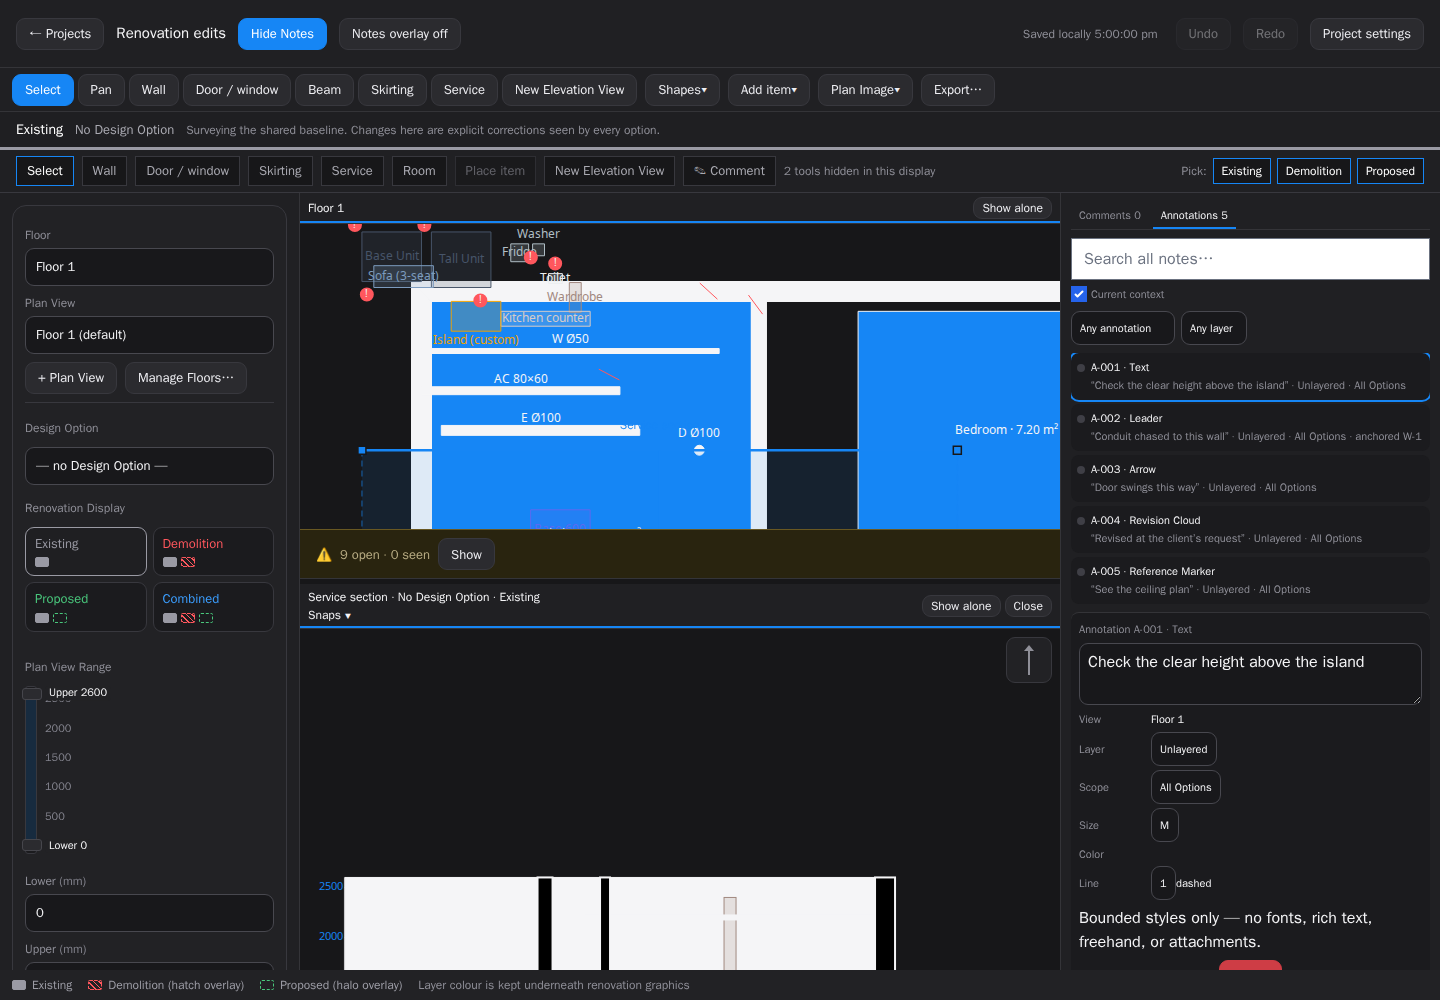 ← Projects
Renovation edits
Hide Notes
Notes overlay off
Saved locally 5:00:00 pm
Undo
Redo
Project settings
Select
Pan
Wall
Door / window
Beam
Skirting
Service
New Elevation View
Shapes▾
Add item▾
Plan Image▾
Export···
Existing
No Design Option
Surveying the shared baseline. Changes here are explicit corrections seen by every option.
Select
Wall
Door / window
Skirting
Service
Room
Place item
New Elevation View
✎ Comment
2 tools hidden in this display
Pick:
Existing
Demolition
Proposed
Floor
Floor 1
Plan View
Floor 1 (default)
+ Plan View
Manage Floors···
Design Option
— no Design Option —
Renovation Display
Existing
Demolition
Proposed
Combined
Plan View Range
Upper 2600
2000
1500
1000
500
Lower 0
Lower (mm)
0
Upper (mm)
Floor 1
Show alone
Washer
Fridge
Base Unit
Tall Unit
Sofa (3-seat)
Toilet
Wardrobe
Kitchen counter
Island (custom)
W Ø50
AC 80×60
E Ø100
D Ø100
Bedroom · 7.20 m²
⚠️ 9 open · 0 seen
Show
Service section · No Design Option · Existing
Snaps ▾
Show alone
Close
2500
2000
Comments 0
Annotations 5
Search all notes···
Current context
Any annotation
Any layer
A-001 · Text
"Check the clear height above the island" · Unlayered · All Options
A-002 · Leader
"Conduit chased to this wall" · Unlayered · All Options · anchored W-1
A-003 · Arrow
"Door swings this way" · Unlayered · All Options
A-004 · Revision Cloud
"Revised at the client's request" · Unlayered · All Options
A-005 · Reference Marker
"See the ceiling plan" · Unlayered · All Options
Annotation A-001 · Text
Check the clear height above the island
View
Floor 1
Layer
Unlayered
Scope
All Options
Size
M
Color
Line
1
dashed
Bounded styles only — no fonts, rich text,
freehand, or attachments.
Existing
Demolition (hatch overlay)
Proposed (halo overlay)
Layer colour is kept underneath renovation graphics